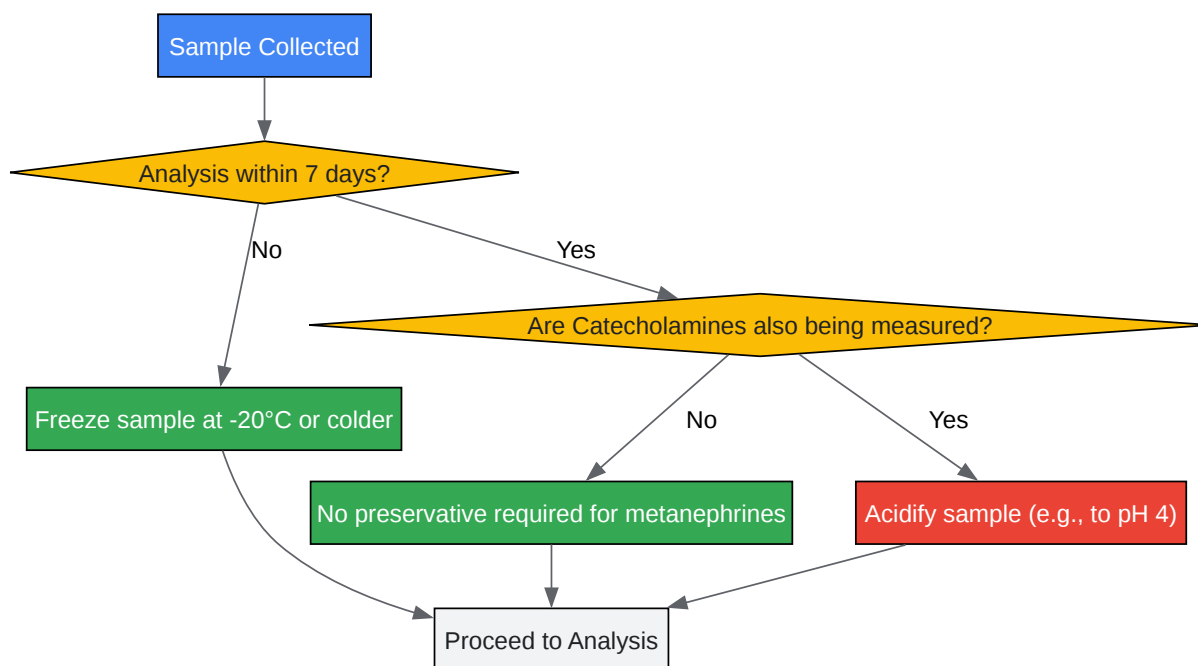 Sample Collected
Analysis within 7 days?
No
Yes
Are Catecholamines also being measured?
Freeze sample at -20°C or colder
No
Yes
No preservative required for metanephrines
Acidify sample (e.g., to pH 4)
Proceed to Analysis